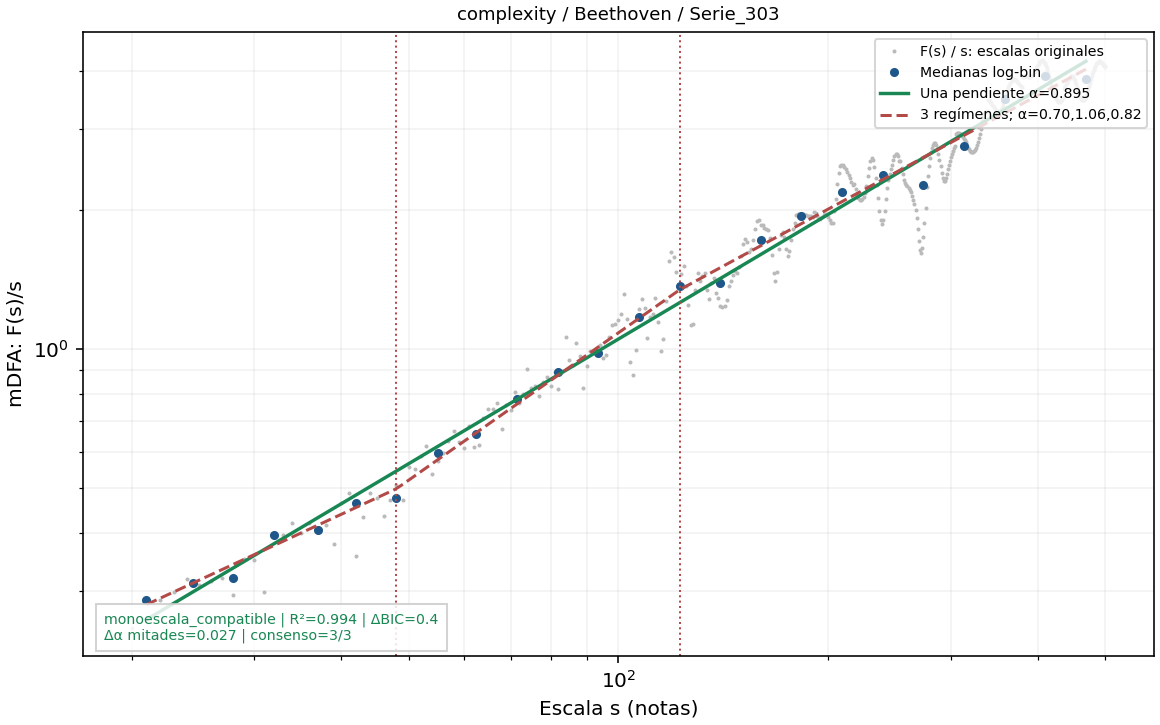 complexity / Beethoven / Serie_303
F(s) / s: escalas originales
Medianas log-bin
Una pendiente α=0.895
3 regímenes; α=0.70,1.06,0.82
mDFA: F(s)/s
10⁰
monoescala_compatible | R²=0.994 | ΔBIC=0.4
Δα mitades=0.027 | consenso=3/3
10²
Escala s (notas)